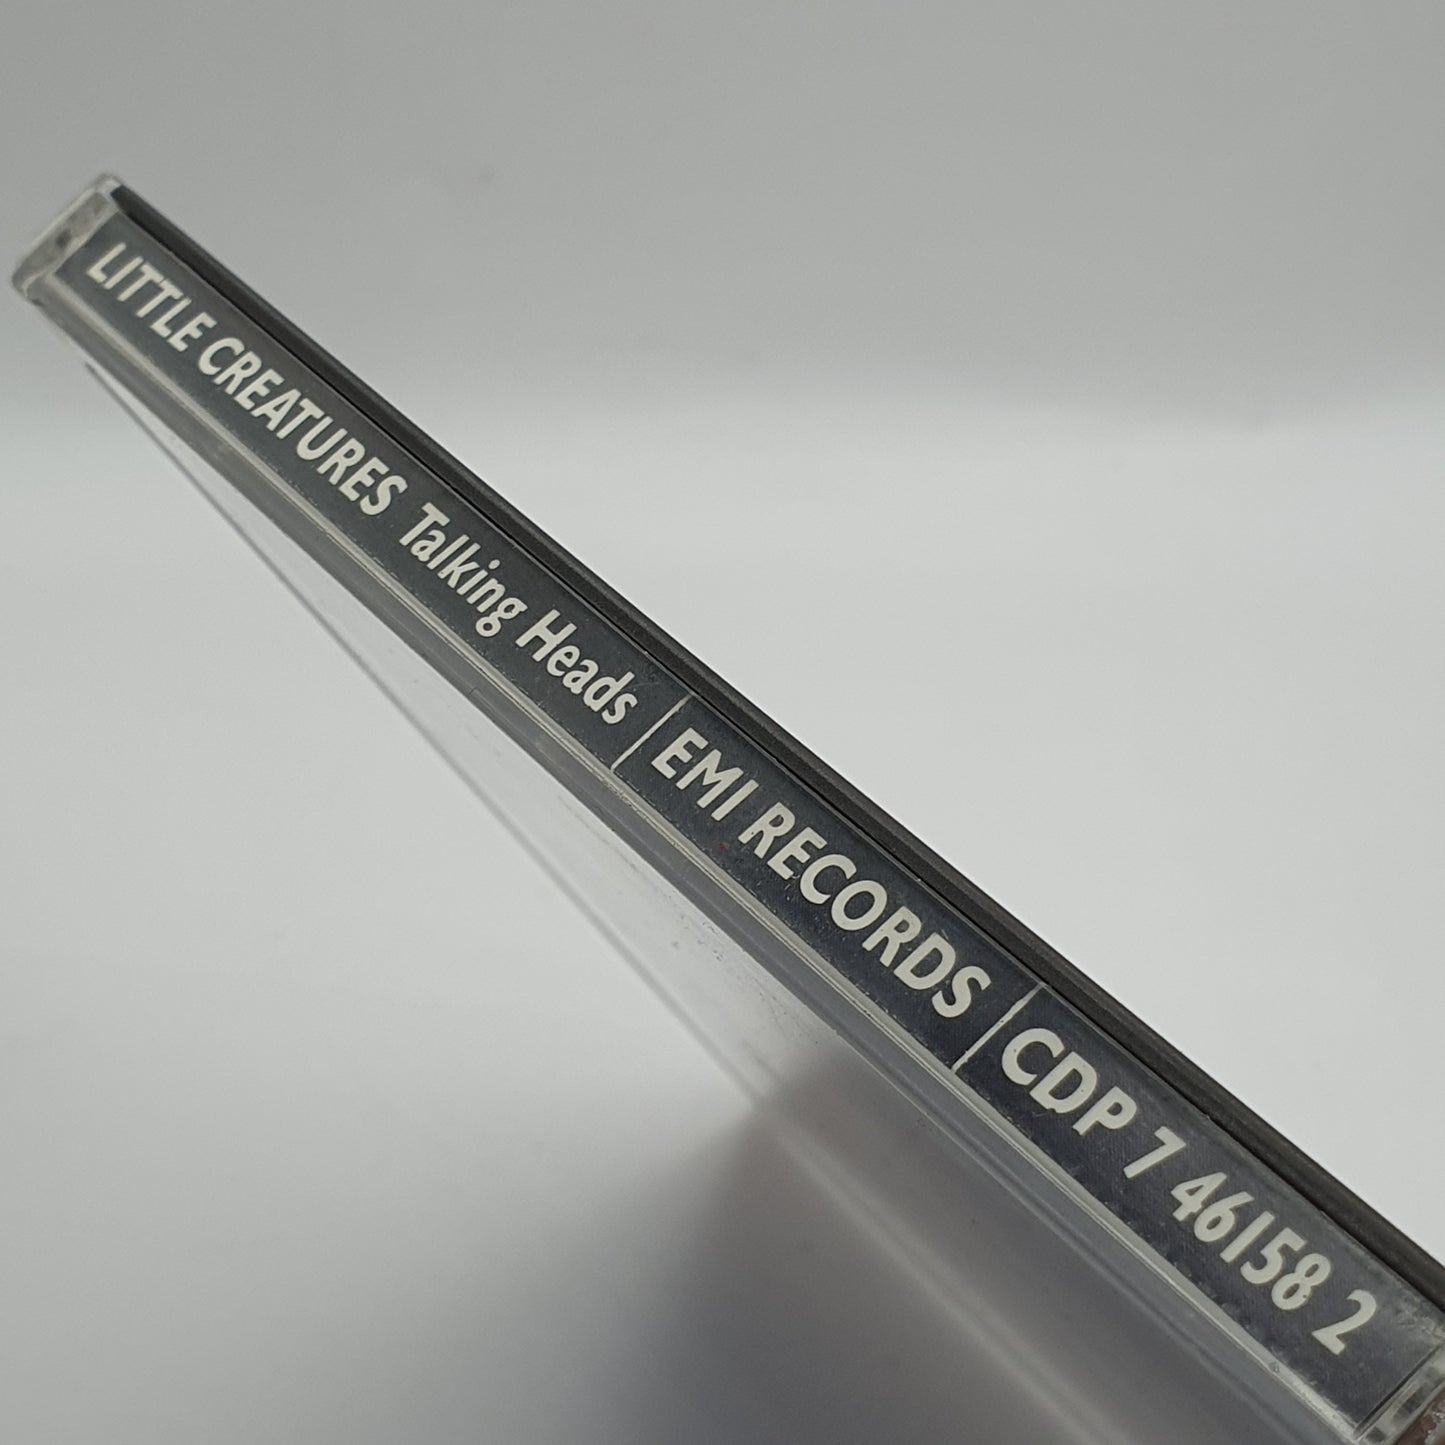 LITTLE CREATURES Talking Heads | EMI RECORDS | CDP 7 46158 2